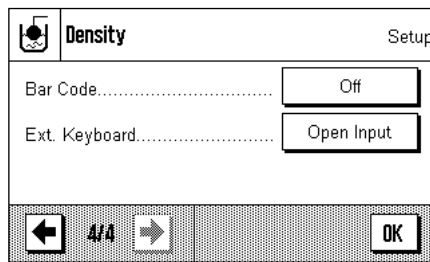 Density Setup
Bar Code.............................. Off
Ext. Keyboard........................ Open Input
4/4 OK